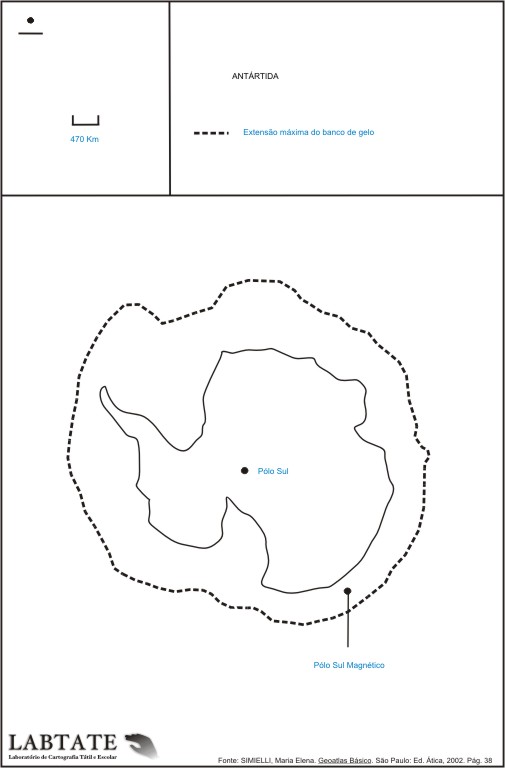 ANTÁRTIDA
470 Km
Extensão máxima do banco de gelo
Pólo Sul
Pólo Sul Magnético
LABTATE
Laboratório de Cartografia Tátil e Escolar
Fonte: SIMIELLI, Maria Elena. Geoatlas Básico. São Paulo: Ed. Ática, 2002. Pág. 38